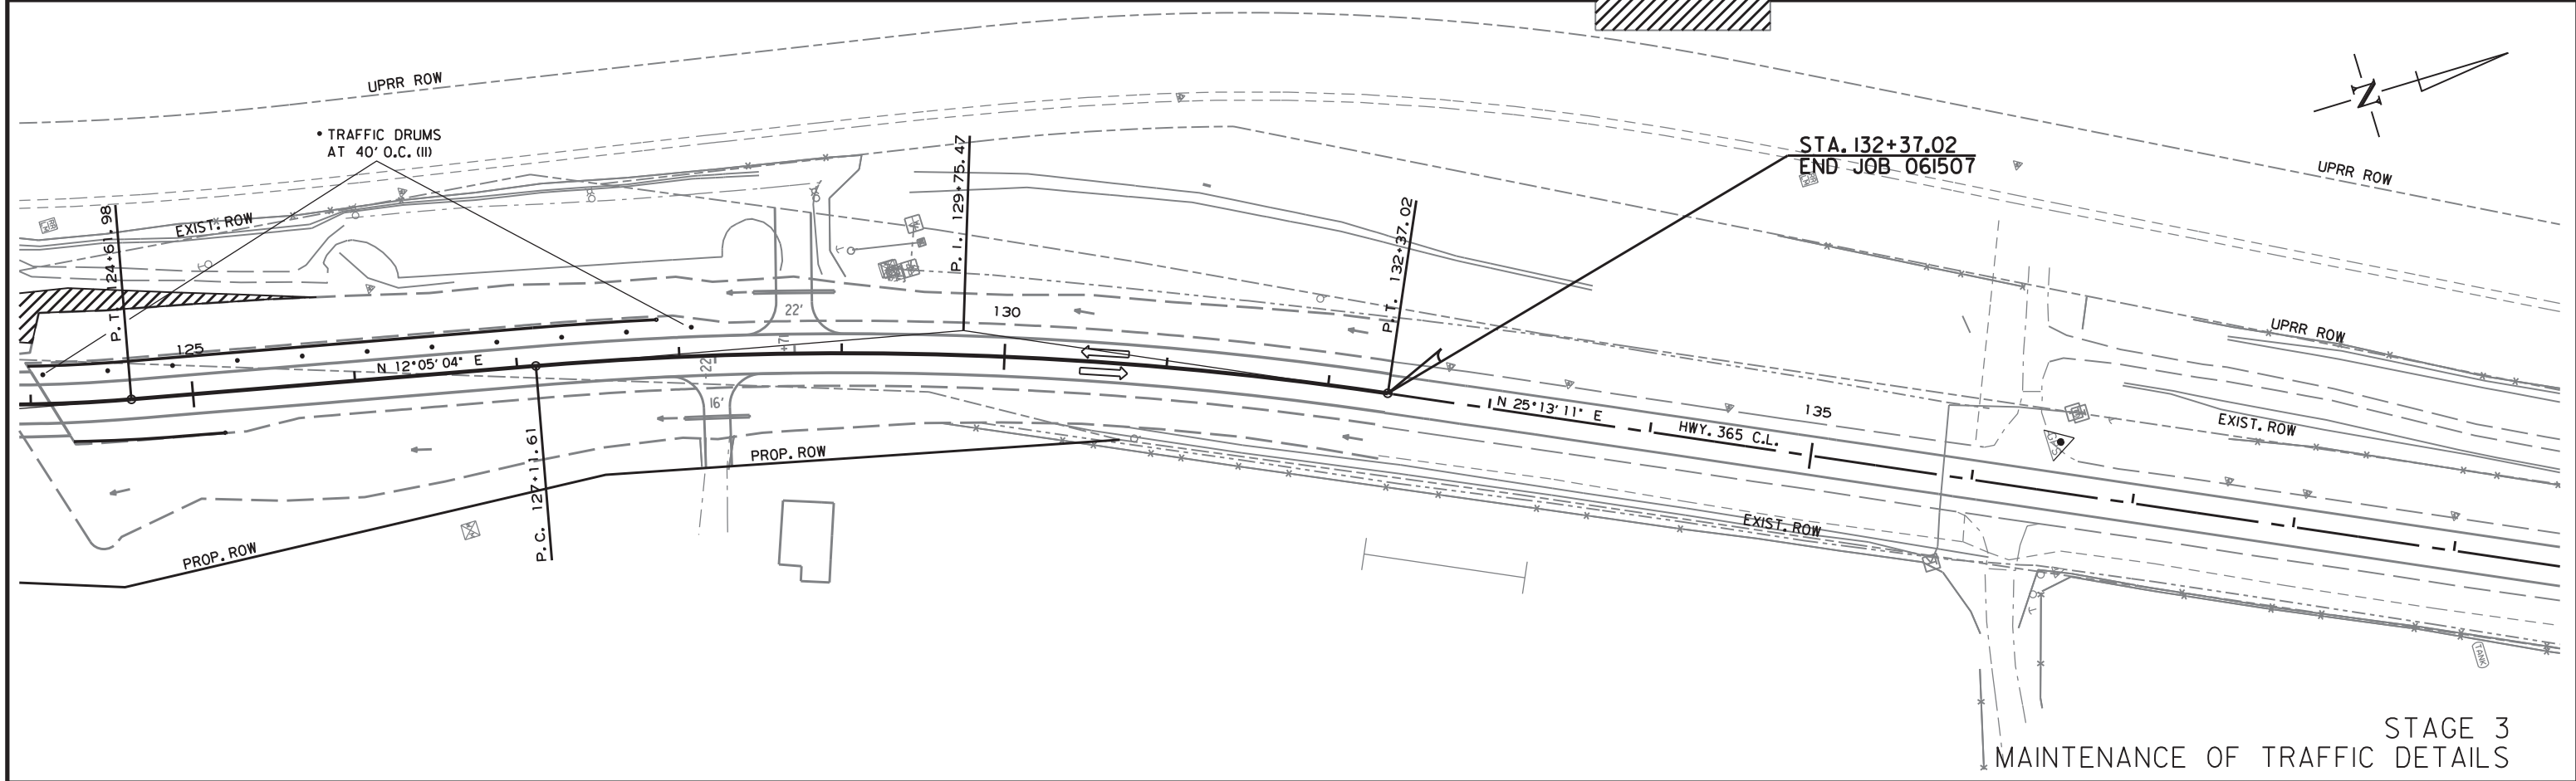 UPRR ROW
• TRAFFIC DRUMS
AT 40' O.C. (11)
EXIST. ROW
P.T. 124+61.98
125
N 12°05'04" E
P.C. 127+11.61
22'
16'
P.I. 129+75.47
130
P.T. 132+37.02
STA. 132+37.02
END JOB 061507
N
UPRR ROW
UPRR ROW
EXIST. ROW
N 25°13'11" E
HWY. 365 C.L.
135
EXIST. ROW
PROP. ROW
PROP. ROW
TANK
STAGE 3
MAINTENANCE OF TRAFFIC DETAILS